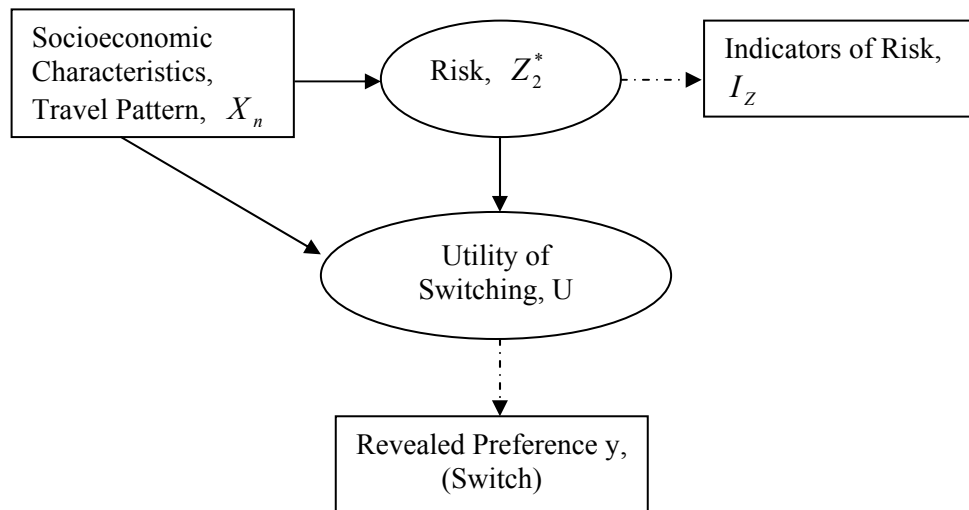 Socioeconomic
Characteristics,
Travel Pattern, X_n
Risk, Z_2^*
Indicators of Risk,
I_Z
Utility of
Switching, U
Revealed Preference y,
(Switch)